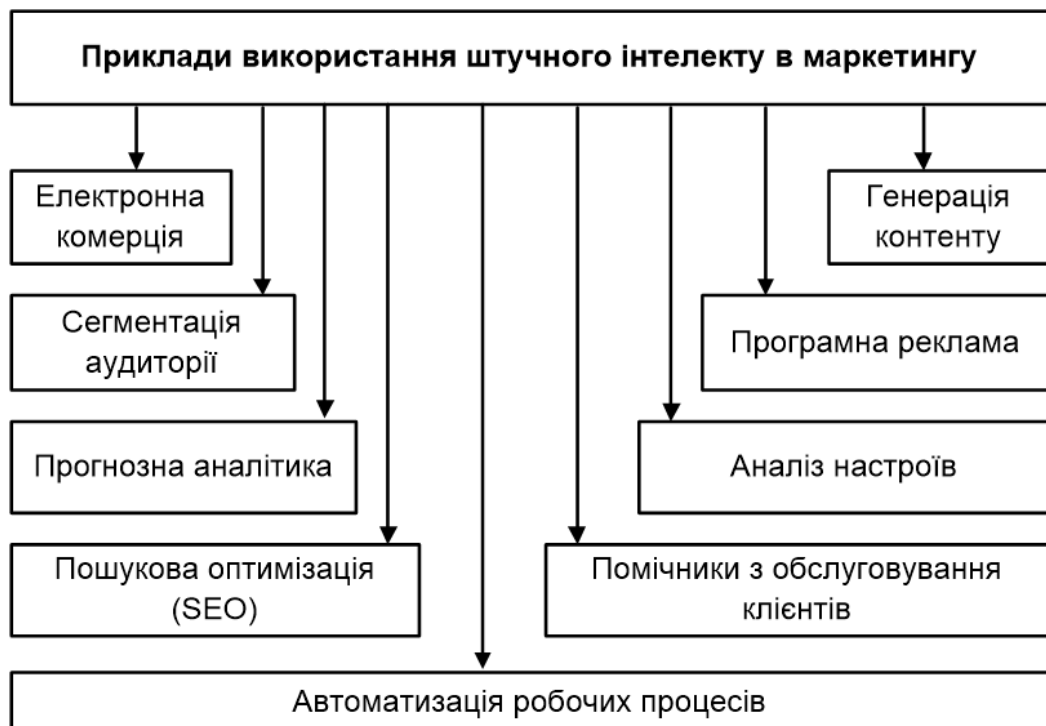 Приклади використання штучного інтелекту в маркетингу
Електронна
комерція
Генерація
контенту
Сегментація
аудиторії
Програмна реклама
Прогнозна аналітика
Аналіз настроїв
Пошукова оптимізація
(SEO)
Помічники з обслуговування
клієнтів
Автоматизація робочих процесів